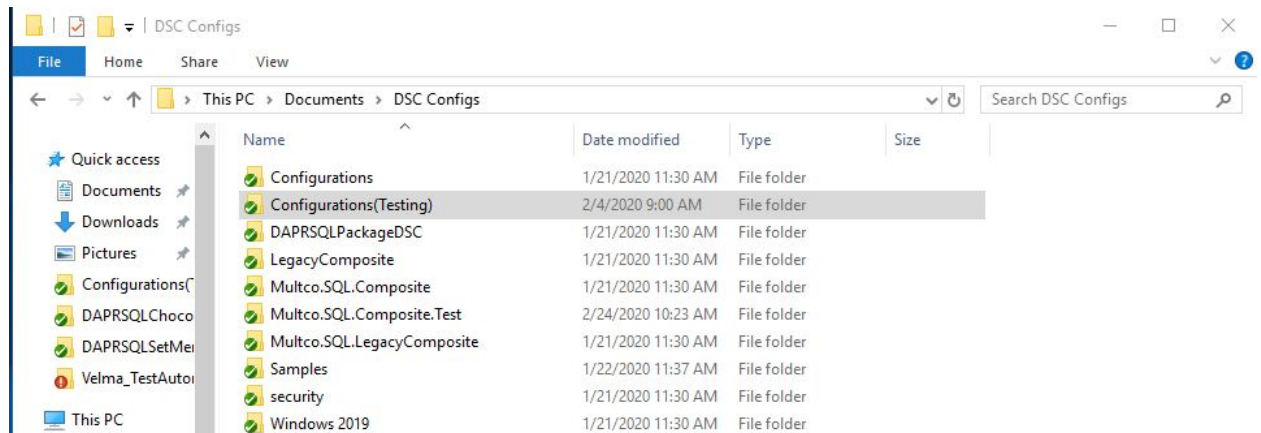 DSC Configs
File Home Share View
This PC > Documents > DSC Configs Search DSC Configs
Name Date modified Type Size
Quick access
Documents
Downloads
Pictures
Configurations(
DAPRSQLChoco
DAPRSQLSetMe
Velma_TestAuto
This PC
Configurations 1/21/2020 11:30 AM File folder
Configurations(Testing) 2/4/2020 9:00 AM File folder
DAPRSQLPackageDSC 1/21/2020 11:30 AM File folder
LegacyComposite 1/21/2020 11:30 AM File folder
Multco.SQL.Composite 1/21/2020 11:30 AM File folder
Multco.SQL.Composite.Test 2/24/2020 10:23 AM File folder
Multco.SQL.LegacyComposite 1/21/2020 11:30 AM File folder
Samples 1/22/2020 11:37 AM File folder
security 1/21/2020 11:30 AM File folder
Windows 2019 1/21/2020 11:30 AM File folder